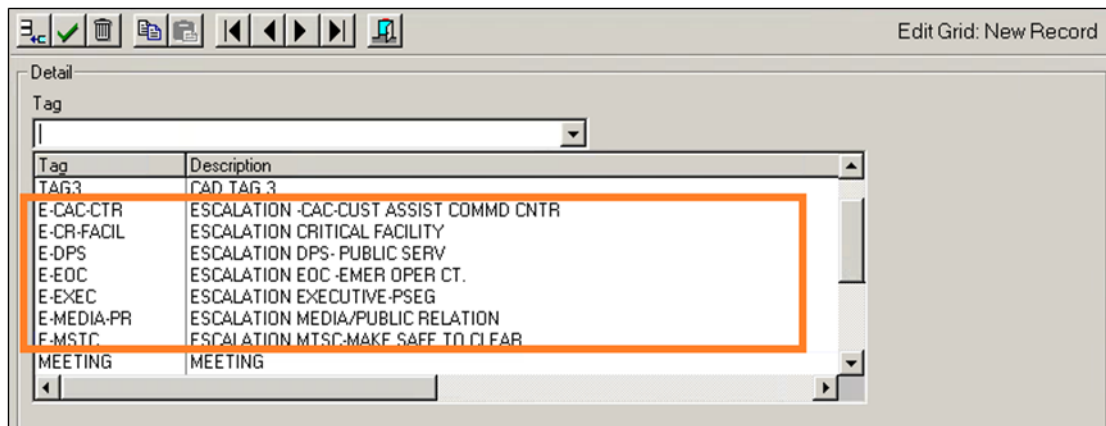 Edit Grid: New Record
Detail
Tag
Tag Description
TAG3 CAD TAG 3
E-CAC-CTR ESCALATION -CAC-CUST ASSIST COMMD CNTR
E-CR-FACIL ESCALATION CRITICAL FACILITY
E-DPS ESCALATION DPS- PUBLIC SERV
E-EOC ESCALATION EOC -EMER OPER CT.
E-EXEC ESCALATION EXECUTIVE-PSEG
E-MEDIA-PR ESCALATION MEDIA/PUBLIC RELATION
E-MSTC ESCALATION MTSC-MAKE SAFE TO CLEAR
MEETING MEETING